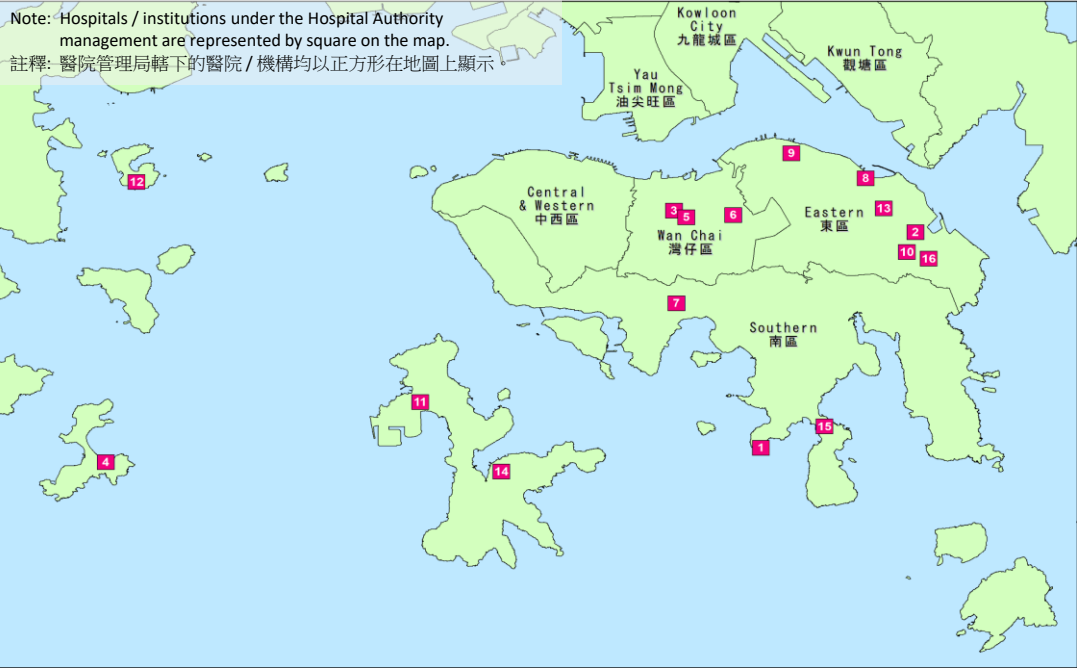 Note: Hospitals / institutions under the Hospital Authority
management are represented by square on the map.
註釋: 醫院管理局轄下的醫院 / 機構均以正方形在地圖上顯示。
Kowloon
City
九龍城區
Kwun Tong
觀塘區
Yau
Tsim Mong
油尖旺區
9
8
12
Central
& Western
中西區
3
5
6
13
Eastern
東區
2
Wan Chai
灣仔區
10
16
7
Southern
南區
11
15
1
4
14